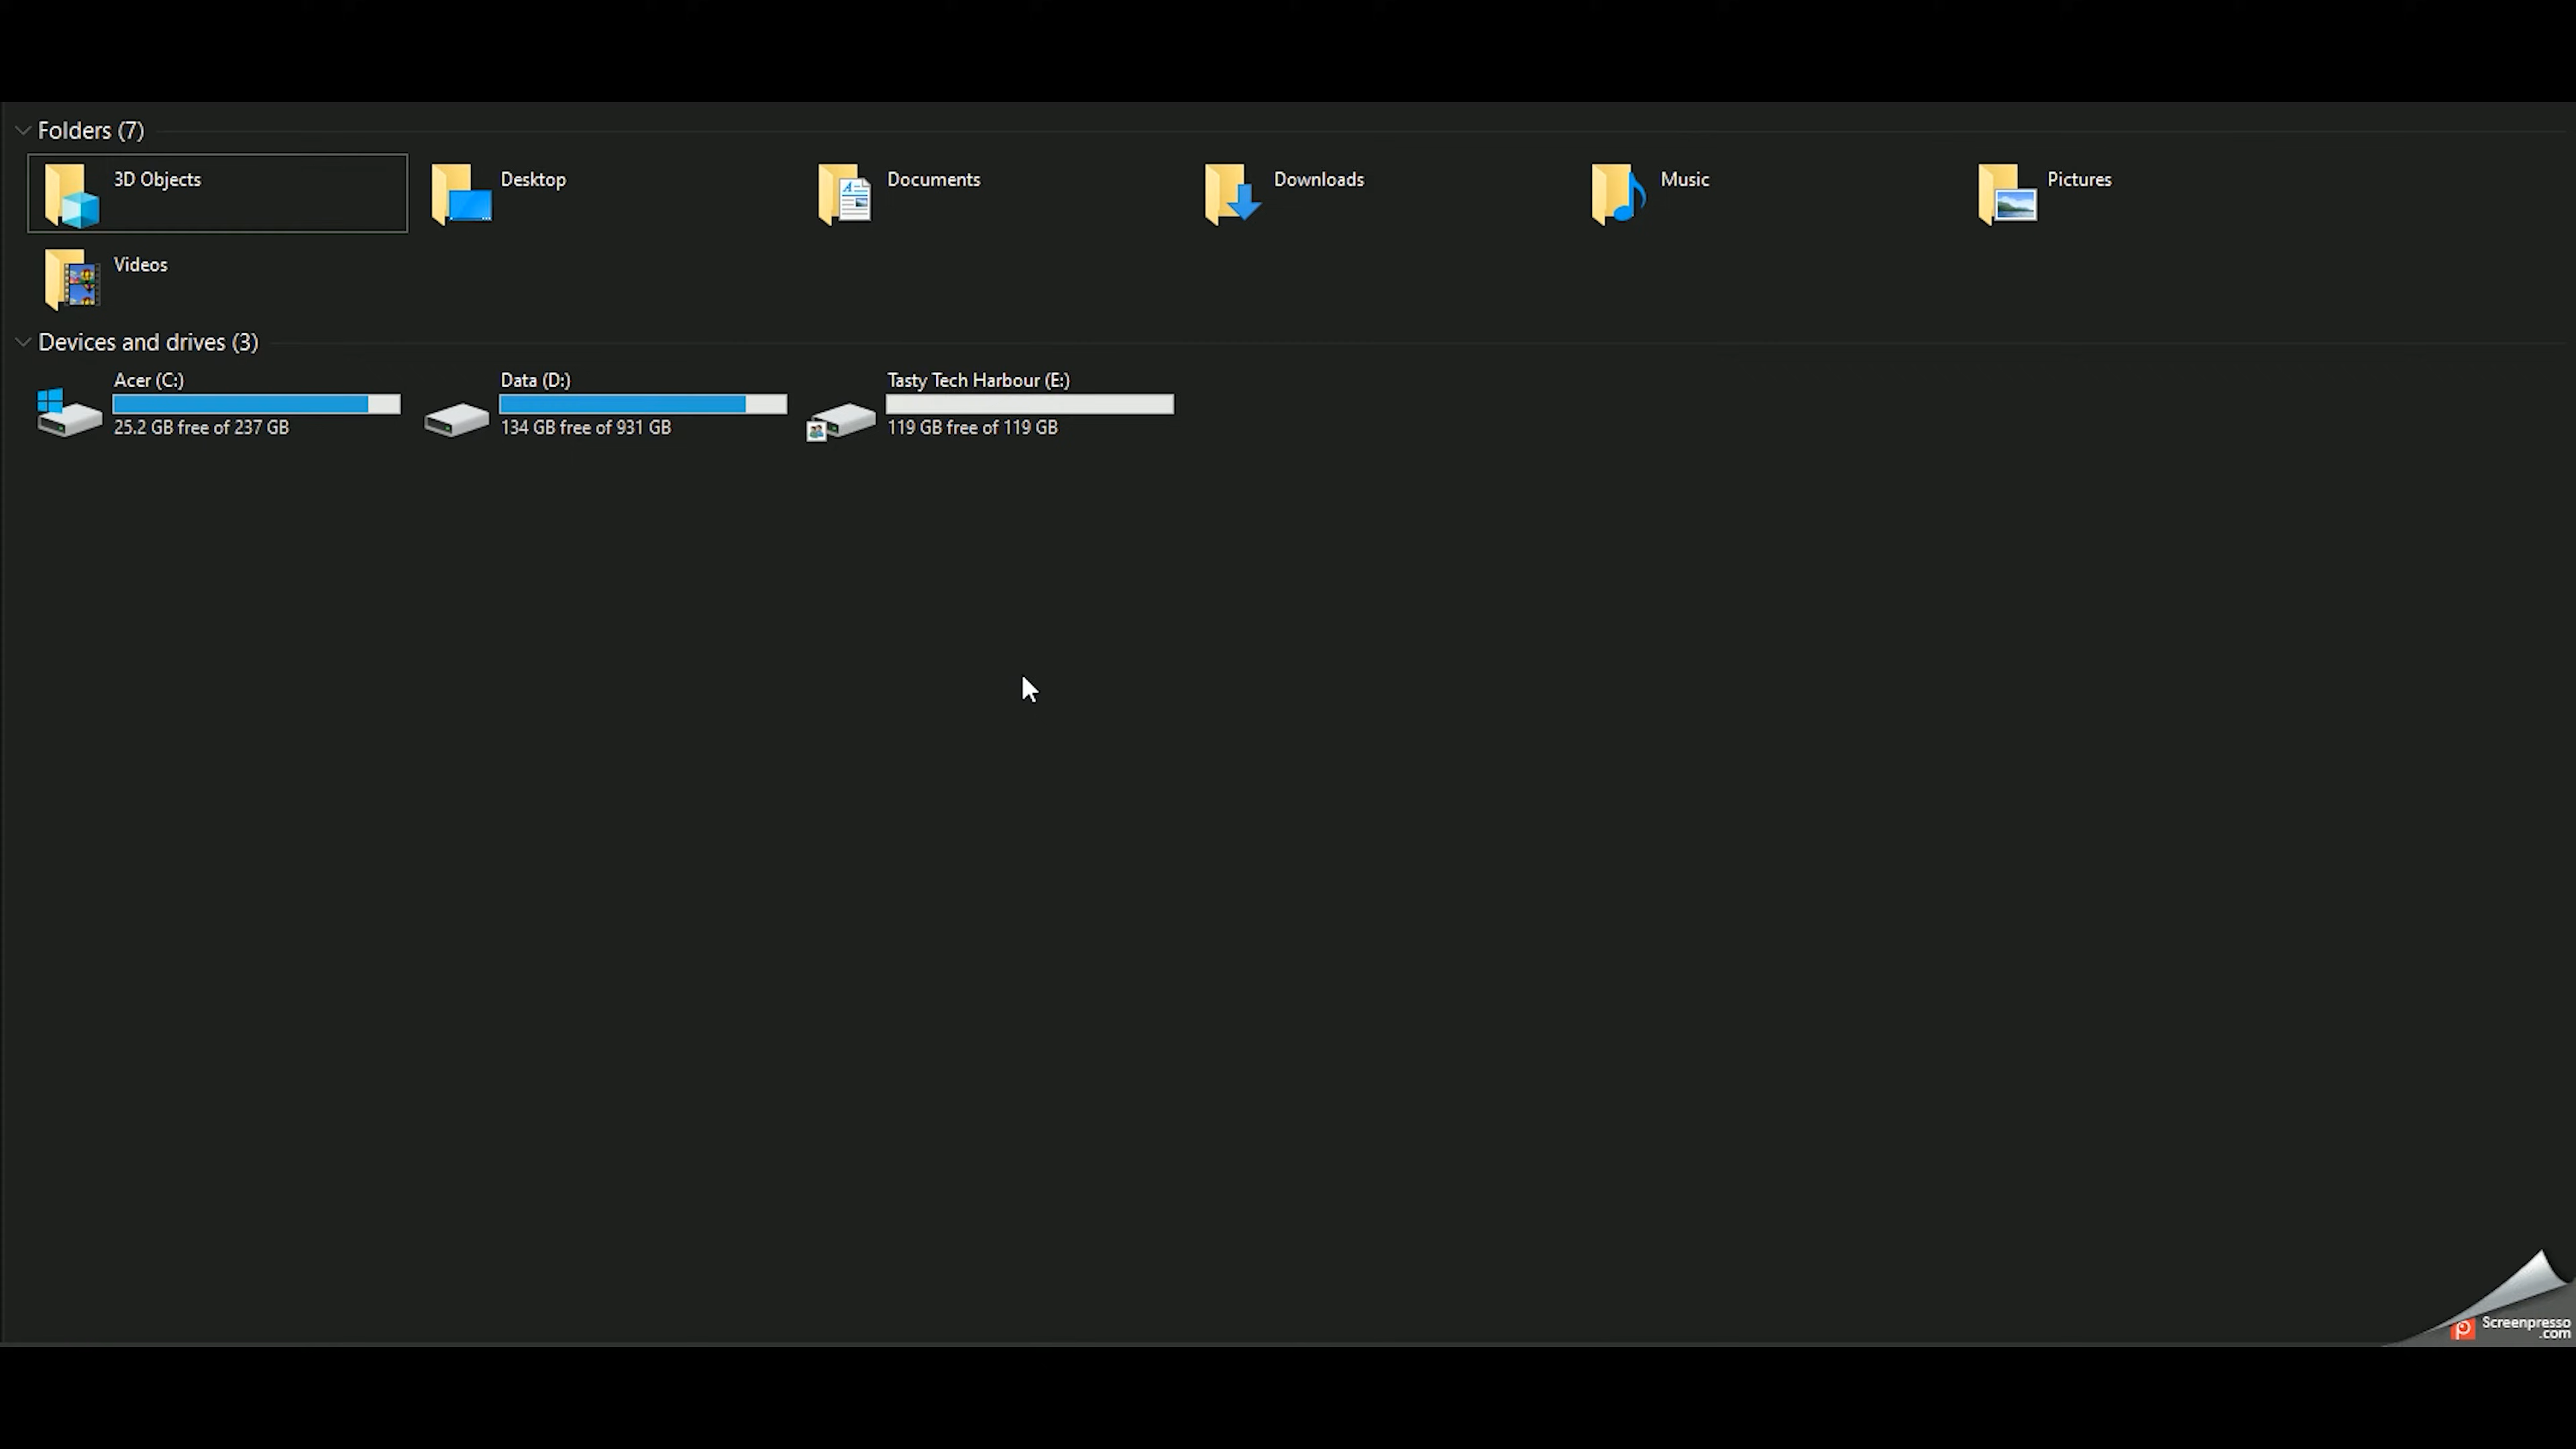 Folders (7)
3D Objects
Desktop
Documents
Downloads
Music
Pictures
Videos
Devices and drives (3)
Acer (C:)
25.2 GB free of 237 GB
Data (D:)
134 GB free of 931 GB
Tasty Tech Harbour (E:)
119 GB free of 119 GB
Screenpresso
.com